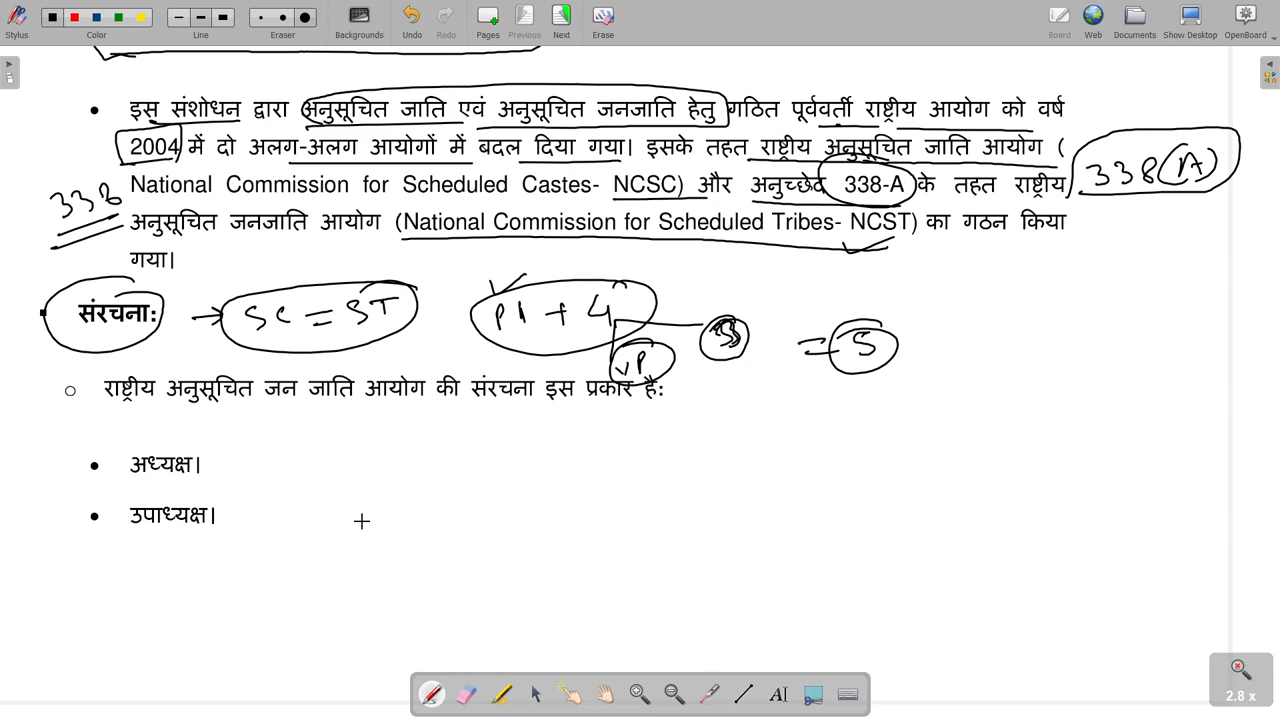 Stylus Color Line Eraser Backgrounds Undo Redo Pages Previous Next Erase Board Web Documents Show Desktop OpenBoard
• इस संशोधन द्वारा अनुसूचित जाति एवं अनुसूचित जनजाति हेतु गठित पूर्ववर्ती राष्ट्रीय आयोग को वर्ष
2004 में दो अलग-अलग आयोगों में बदल दिया गया। इसके तहत राष्ट्रीय अनुसूचित जाति आयोग (
338(A)
National Commission for Scheduled Castes- NCSC) और अनुच्छेद 338-A के तहत राष्ट्रीय
338
अनुसूचित जनजाति आयोग (National Commission for Scheduled Tribes- NCST) का गठन किया
गया।
संरचना: → SC = ST P1 + 4 = 5
VP
○ राष्ट्रीय अनुसूचित जन जाति आयोग की संरचना इस प्रकार है:
• अध्यक्ष।
• उपाध्यक्ष।
2.8 x